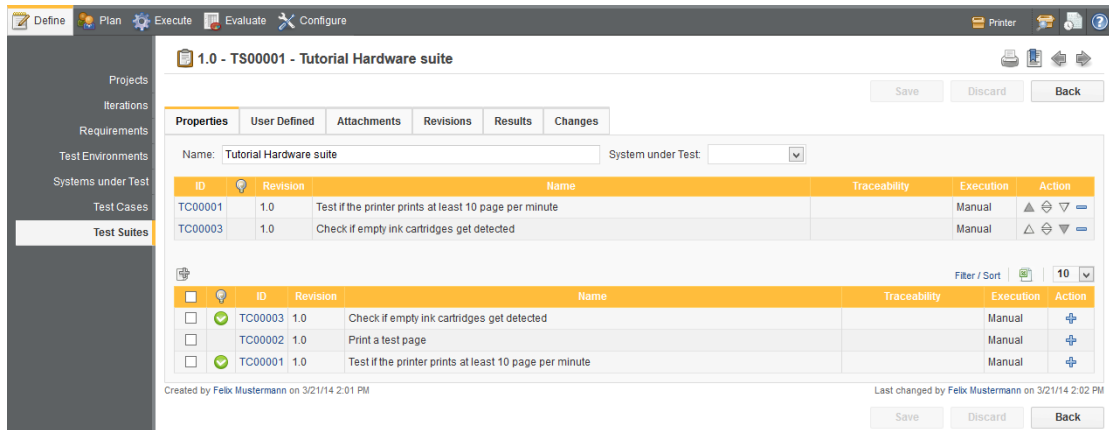 Define Plan Execute Evaluate Configure Printer
1.0 - TS00001 - Tutorial Hardware suite
Projects
Iterations
Requirements
Test Environments
Systems under Test
Test Cases
Test Suites
Save Discard Back
Properties User Defined Attachments Revisions Results Changes
Name: Tutorial Hardware suite System under Test:
ID Revision Name Traceability Execution Action
TC00001 1.0 Test if the printer prints at least 10 page per minute Manual
TC00003 1.0 Check if empty ink cartridges get detected Manual
Filter / Sort 10
ID Revision Name Traceability Execution Action
TC00003 1.0 Check if empty ink cartridges get detected Manual
TC00002 1.0 Print a test page Manual
TC00001 1.0 Test if the printer prints at least 10 page per minute Manual
Created by Felix Mustermann on 3/21/14 2:01 PM Last changed by Felix Mustermann on 3/21/14 2:02 PM
Save Discard Back